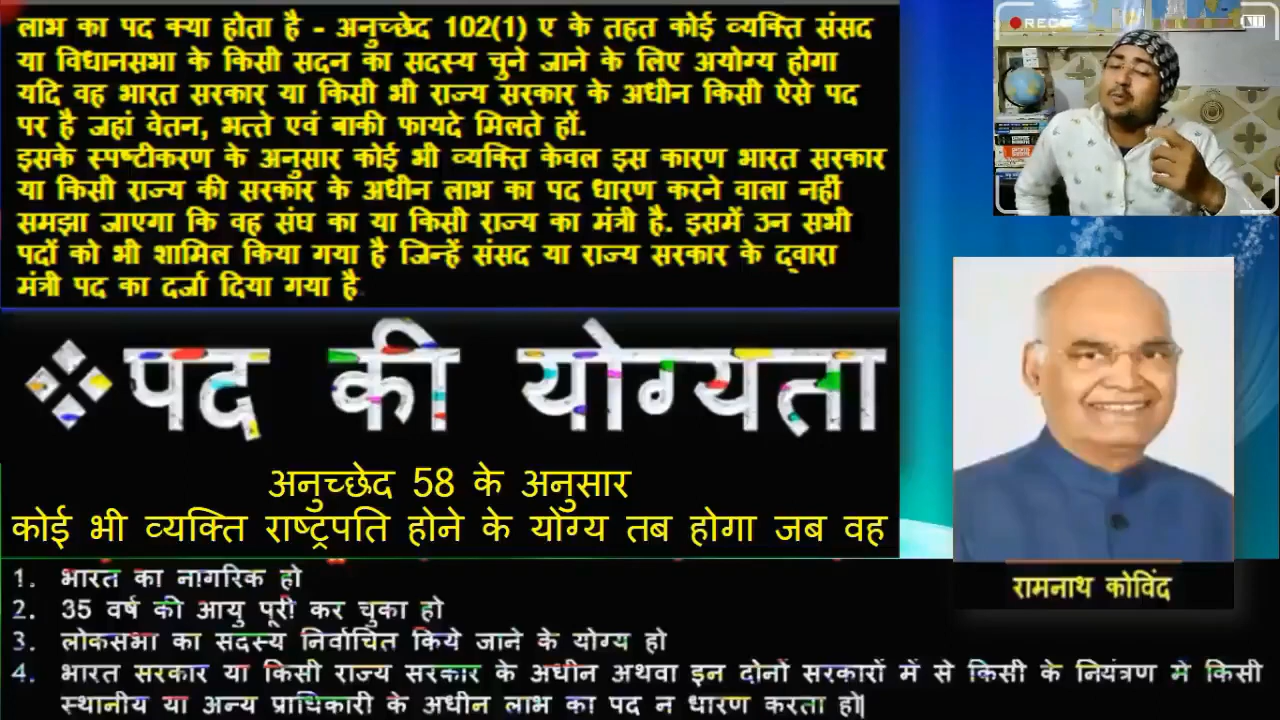 लाभ का पद क्या होता है - अनुच्छेद 102(1) ए के तहत कोई व्यक्ति संसद
या विधानसभा के किसी सदन का सदस्य चुने जाने के लिए अयोग्य होगा
यदि वह भारत सरकार या किसी भी राज्य सरकार के अधीन किसी ऐसे पद
पर है जहां वेतन, भत्ते एवं बाकी फायदे मिलते हों.
इसके स्पष्टीकरण के अनुसार कोई भी व्यक्ति केवल इस कारण भारत सरकार
या किसी राज्य की सरकार के अधीन लाभ का पद धारण करने वाला नहीं
समझा जाएगा कि वह संघ का या किसी राज्य का मंत्री है. इसमें उन सभी
पदों को भी शामिल किया गया है जिन्हें संसद या राज्य सरकार के द्वारा
मंत्री पद का दर्जा दिया गया है
REC
❖पद की योग्यता
अनुच्छेद 58 के अनुसार
कोई भी व्यक्ति राष्ट्रपति होने के योग्य तब होगा जब वह
रामनाथ कोविंद
1. भारत का नागरिक हो
2. 35 वर्ष की आयु पूरी कर चुका हो
3. लोकसभा का सदस्य निर्वाचित किये जाने के योग्य हो
4. भारत सरकार या किसी राज्य सरकार के अधीन अथवा इन दोनों सरकारों में से किसी के नियंत्रण मे किसी
स्थानीय या अन्य प्राधिकारी के अधीन लाभ का पद न धारण करता हो